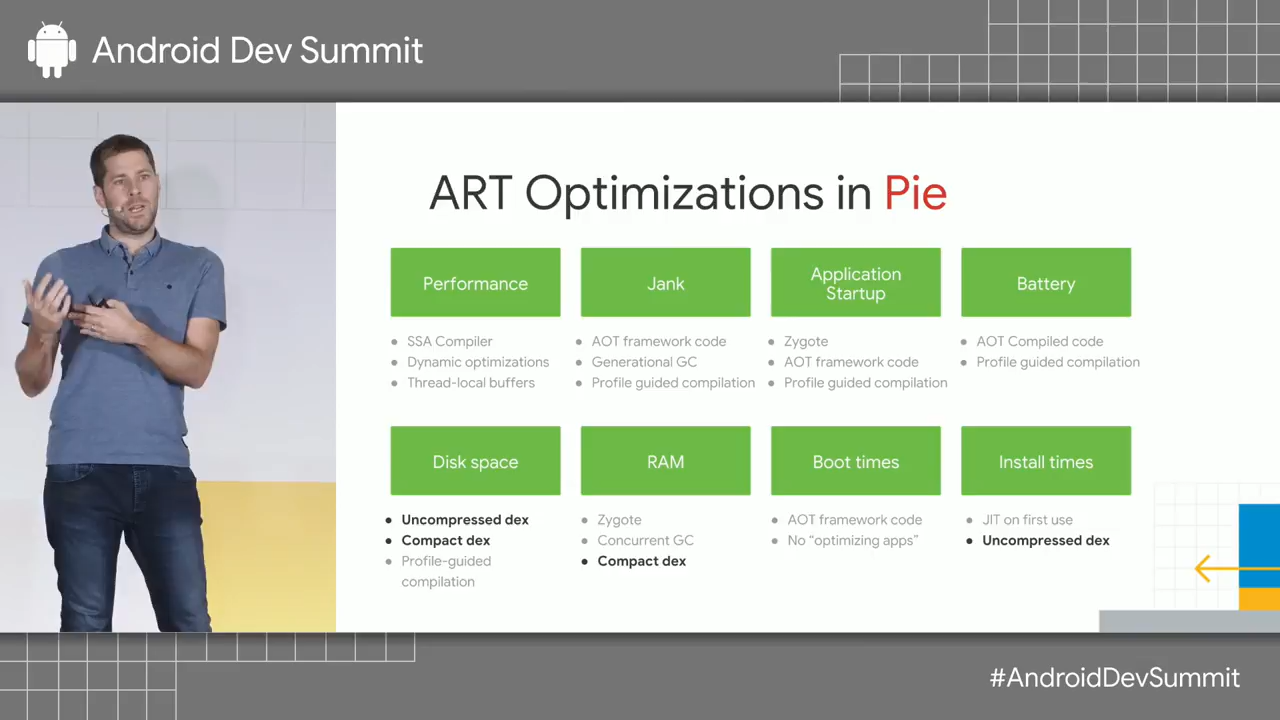 Android Dev Summit
ART Optimizations in Pie
Performance
SSA Compiler
Dynamic optimizations
Thread-local buffers
Jank
AOT framework code
Generational GC
Profile guided compilation
Application
Startup
Zygote
AOT framework code
Profile guided compilation
Battery
AOT Compiled code
Profile guided compilation
Disk space
Uncompressed dex
Compact dex
Profile-guided
compilation
RAM
Zygote
Concurrent GC
Compact dex
Boot times
AOT framework code
No “optimizing apps”
Install times
JIT on first use
Uncompressed dex
#AndroidDevSummit